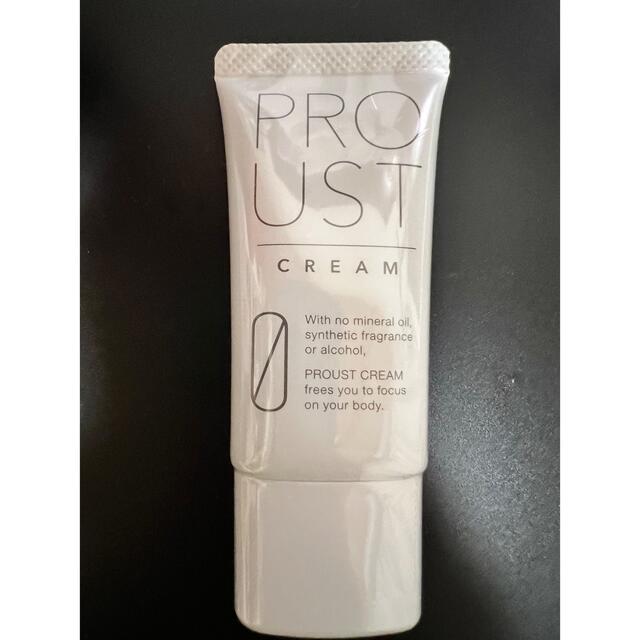 PRO
UST
CREAM
0
With no mineral oil,
synthetic fragrance
or alcohol,
PROUST CREAM
frees you to focus
on your body.